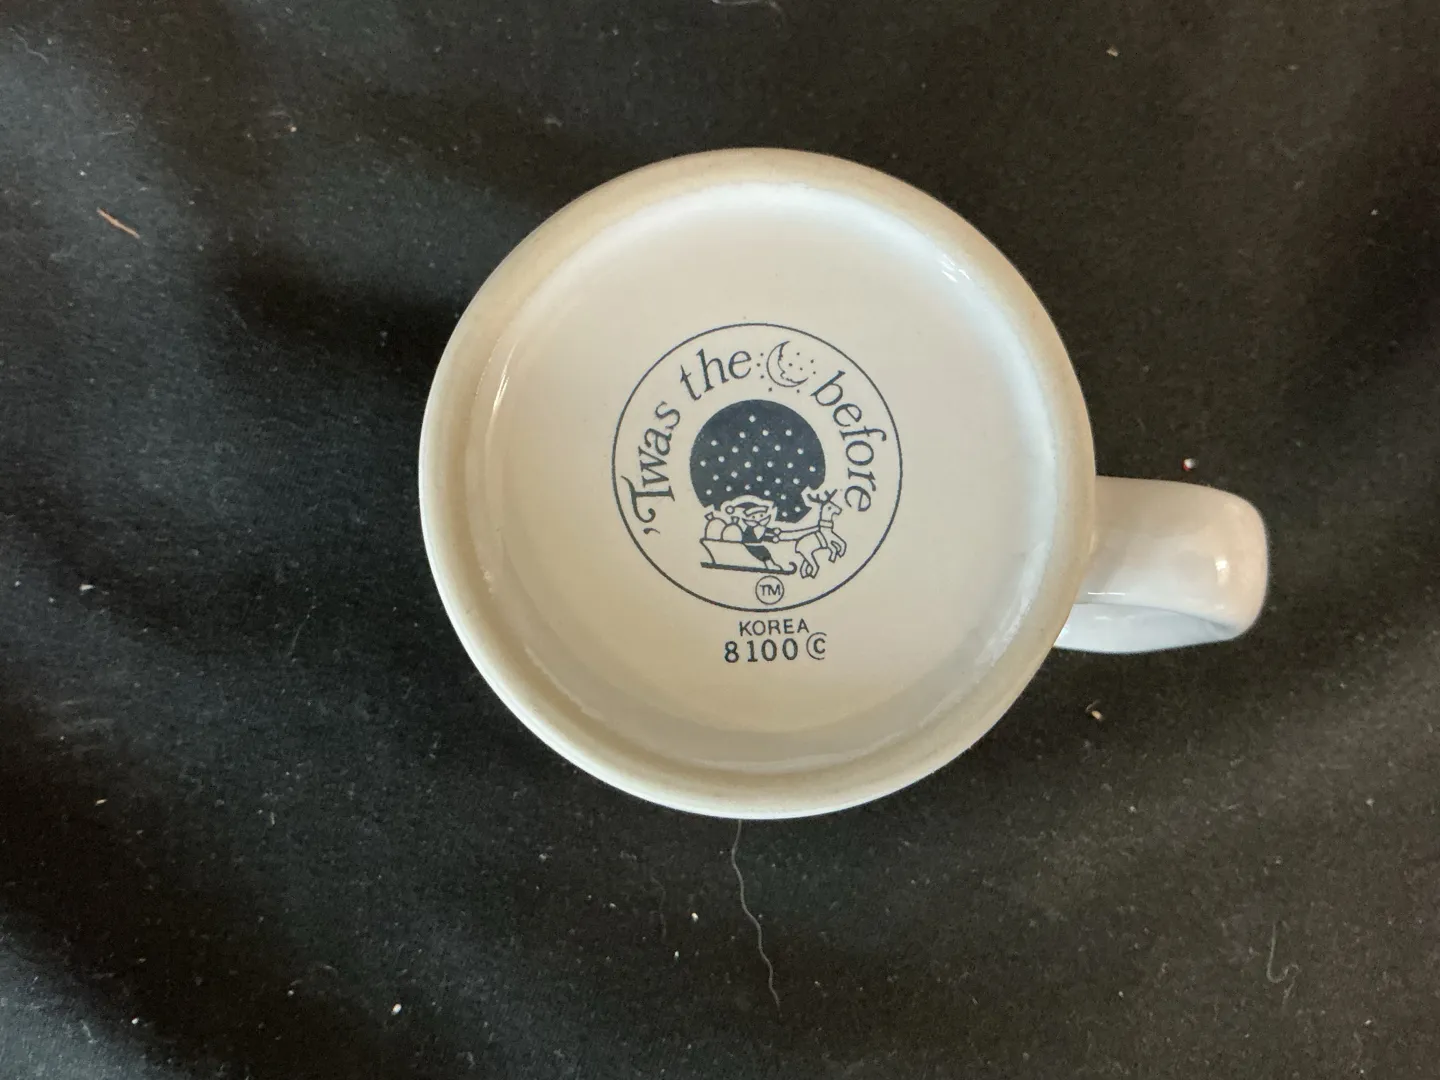 'Twas the before
TM
KOREA
8100 ©